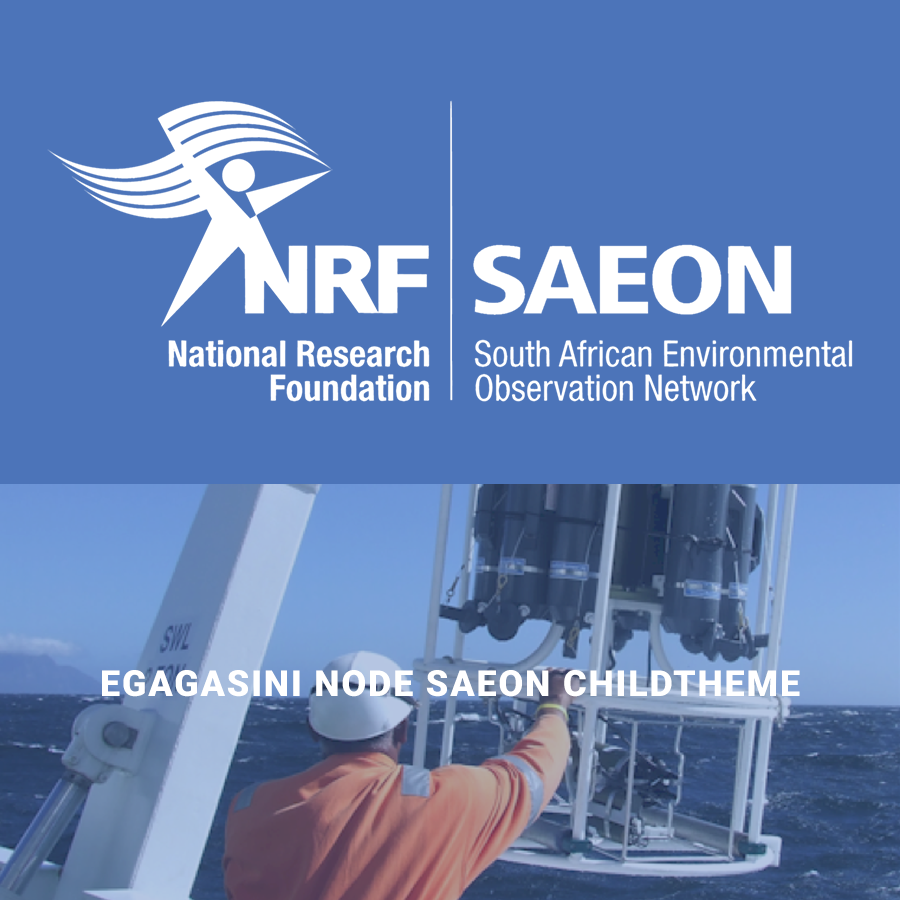 NRF
National Research
Foundation
SAEON
South African Environmental
Observation Network
SWL
EGAGASINI NODE SAEON CHILDTHEME